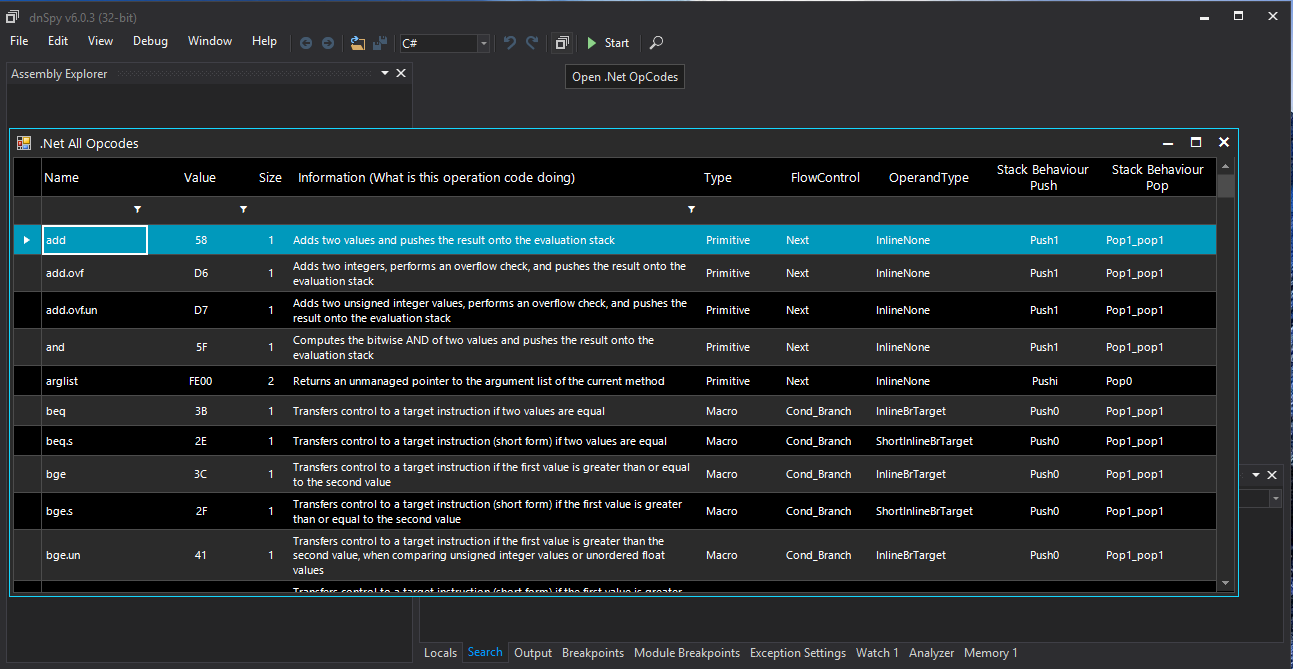 dnSpy v6.0.3 (32-bit)
File Edit View Debug Window Help C# Start
Assembly Explorer
Open .Net OpCodes
.Net All Opcodes
Name Value Size Information (What is this operation code doing) Type FlowControl OperandType Stack Behaviour Push Stack Behaviour Pop
add 58 1 Adds two values and pushes the result onto the evaluation stack Primitive Next InlineNone Push1 Pop1_pop1
add.ovf D6 1 Adds two integers, performs an overflow check, and pushes the result onto the evaluation stack Primitive Next InlineNone Push1 Pop1_pop1
add.ovf.un D7 1 Adds two unsigned integer values, performs an overflow check, and pushes the result onto the evaluation stack Primitive Next InlineNone Push1 Pop1_pop1
and 5F 1 Computes the bitwise AND of two values and pushes the result onto the evaluation stack Primitive Next InlineNone Push1 Pop1_pop1
arglist FE00 2 Returns an unmanaged pointer to the argument list of the current method Primitive Next InlineNone Pushi Pop0
beq 3B 1 Transfers control to a target instruction if two values are equal Macro Cond_Branch InlineBrTarget Push0 Pop1_pop1
beq.s 2E 1 Transfers control to a target instruction (short form) if two values are equal Macro Cond_Branch ShortInlineBrTarget Push0 Pop1_pop1
bge 3C 1 Transfers control to a target instruction if the first value is greater than or equal to the second value Macro Cond_Branch InlineBrTarget Push0 Pop1_pop1
bge.s 2F 1 Transfers control to a target instruction (short form) if the first value is greater than or equal to the second value Macro Cond_Branch ShortInlineBrTarget Push0 Pop1_pop1
bge.un 41 1 Transfers control to a target instruction if the first value is greater than the second value, when comparing unsigned integer values or unordered float values Macro Cond_Branch InlineBrTarget Push0 Pop1_pop1
Transfers control to a target instruction (short form) if the first value is greater
Locals Search Output Breakpoints Module Breakpoints Exception Settings Watch 1 Analyzer Memory 1